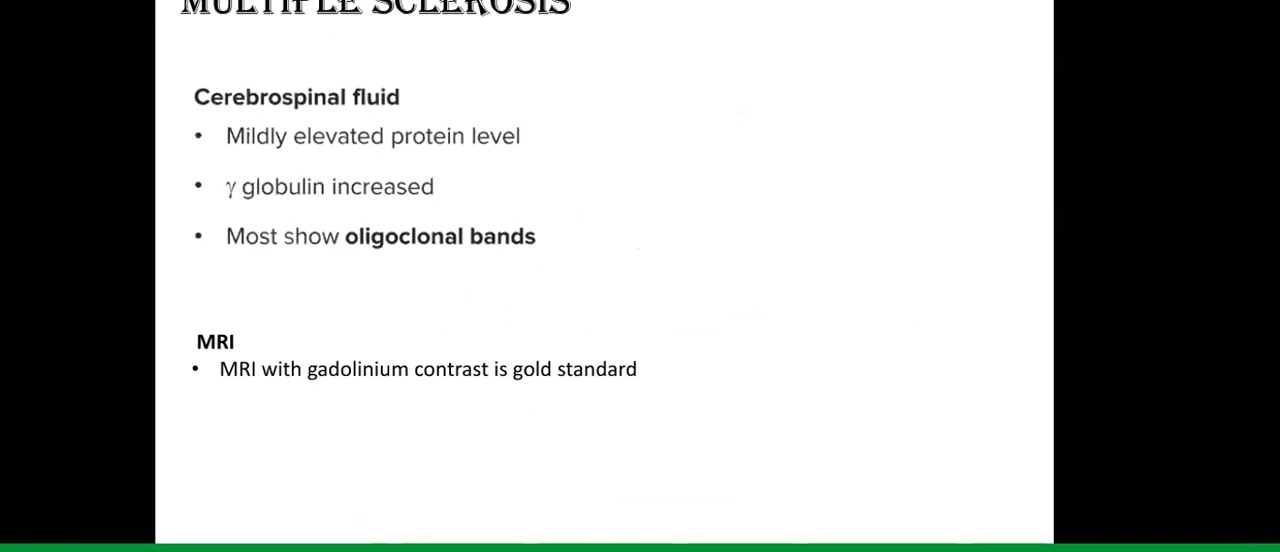 MULTIPLE SCLEROSIS
Cerebrospinal fluid
• Mildly elevated protein level
• γ globulin increased
• Most show oligoclonal bands
MRI
• MRI with gadolinium contrast is gold standard